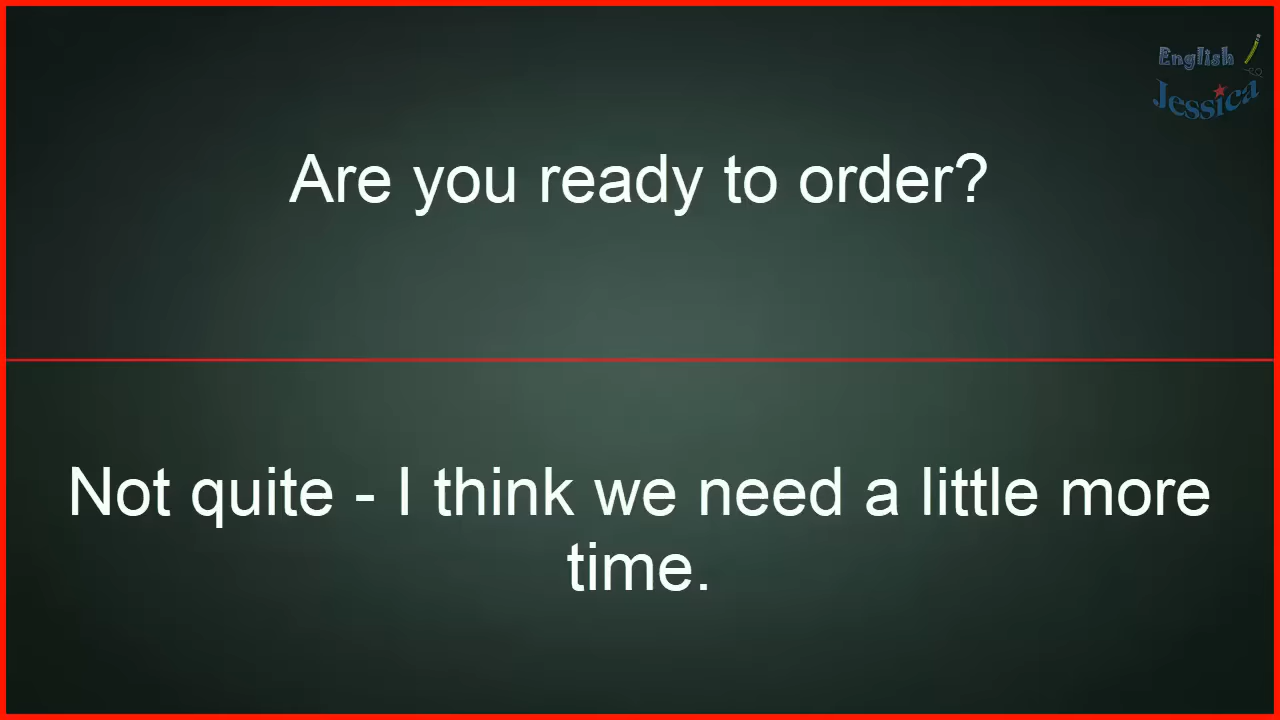 English
Jessica
Are you ready to order?
Not quite - I think we need a little more
time.